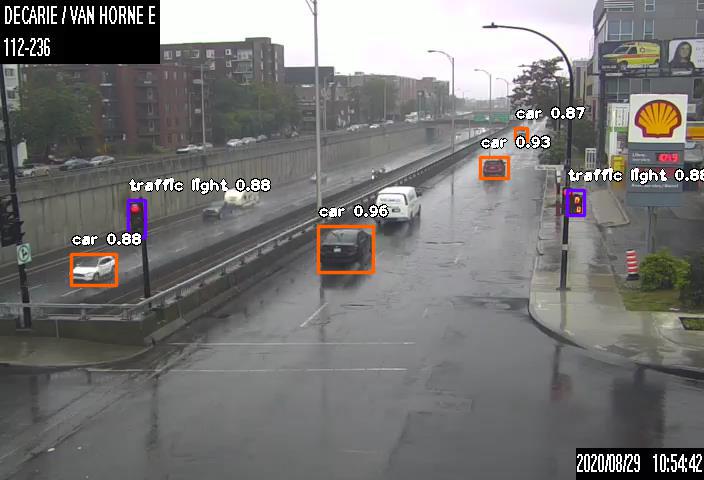 DECARIE / VAN HORNE E
112-236
car 0.87
car 0.93
traffic light 0.88
traffic light 0.88
car 0.96
car 0.88
Shell
2020/08/29 10:54:42